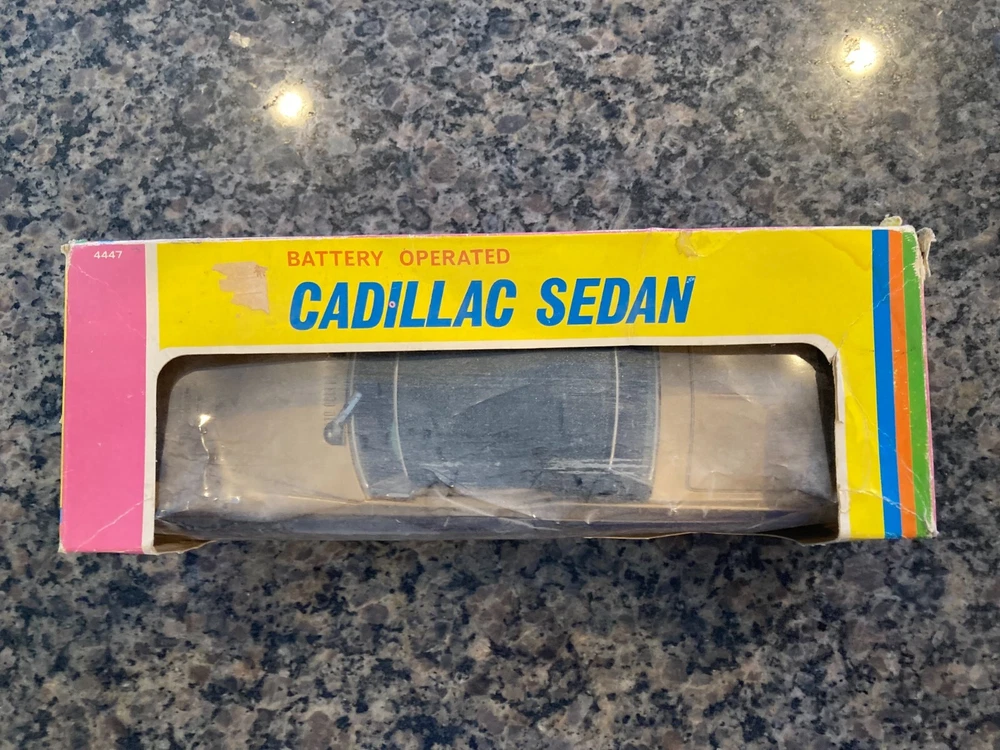 4447
BATTERY OPERATED
CADILLAC SEDAN